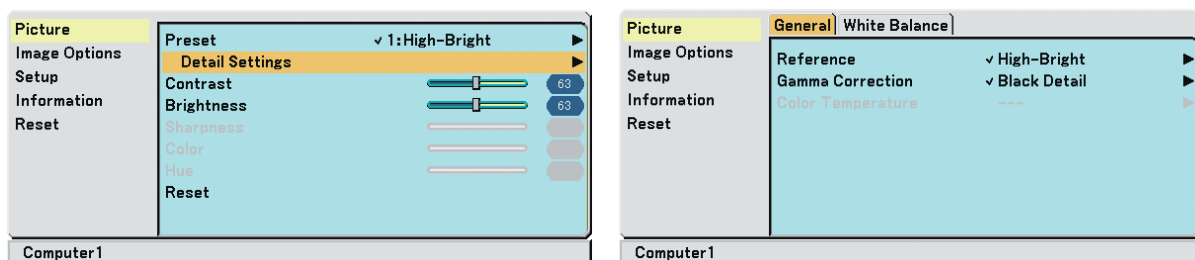 Picture
Image Options
Setup
Information
Reset
Preset ✓ 1:High-Bright ▶
Detail Settings ▶
Contrast 63
Brightness 63
Sharpness
Color
Hue
Reset
Computer1
Picture
Image Options
Setup
Information
Reset
General White Balance
Reference ✓ High-Bright ▶
Gamma Correction ✓ Black Detail ▶
Color Temperature --- ▶
Computer1